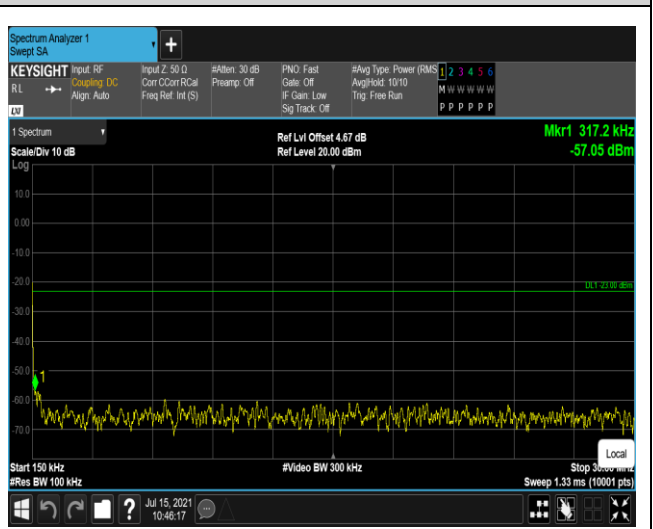 Spectrum Analyzer 1
Swept SA
+
KEYSIGHT Input: RF Input Z: 50 Ω #Atten: 30 dB PNO: Fast #Avg Type: Power (RMS 1 2 3 4 5 6
RL Coupling: DC Corr CCorr RCal Preamp: Off Gate: Off Avg|Hold: 10/10 M W W W W W
Align: Auto Freq Ref: Int (S) IF Gain: Low Trig: Free Run
Sig Track: Off P P P P P P
LXI
1 Spectrum Ref Lvl Offset 4.67 dB Mkr1 317.2 kHz
Scale/Div 10 dB Ref Level 20.00 dBm -57.05 dBm
Log
10.0
0.00
-10.0
-20.0
DL1 -23.00 dBm
-30.0
-40.0
-50.0
1
-60.0
-70.0
Local
Start 150 kHz #Video BW 300 kHz Stop 30.00 MHz
#Res BW 100 kHz Sweep 1.33 ms (10001 pts)
? Jul 15, 2021
10:46:17